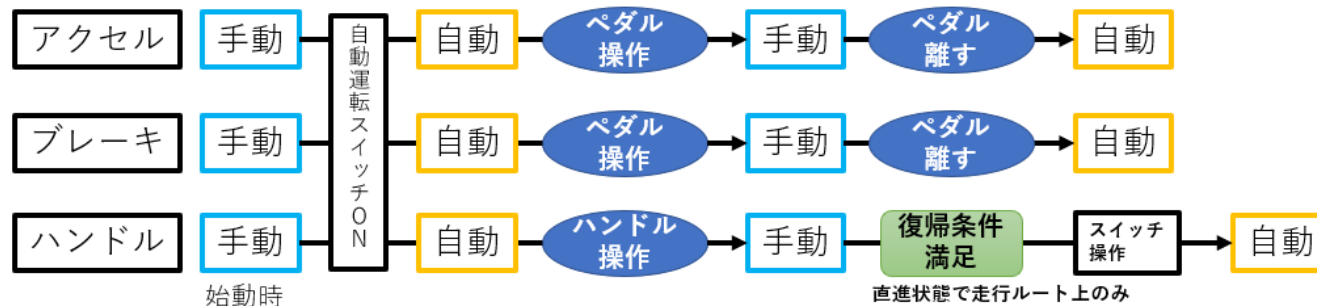 アクセル
手動
自動運転スイッチON
自動
ペダル
操作
手動
ペダル
離す
自動
ブレーキ
手動
自動
ペダル
操作
手動
ペダル
離す
自動
ハンドル
手動
自動
ハンドル
操作
手動
復帰条件
満足
スイッチ
操作
自動
始動時
直進状態で走行ルート上のみ